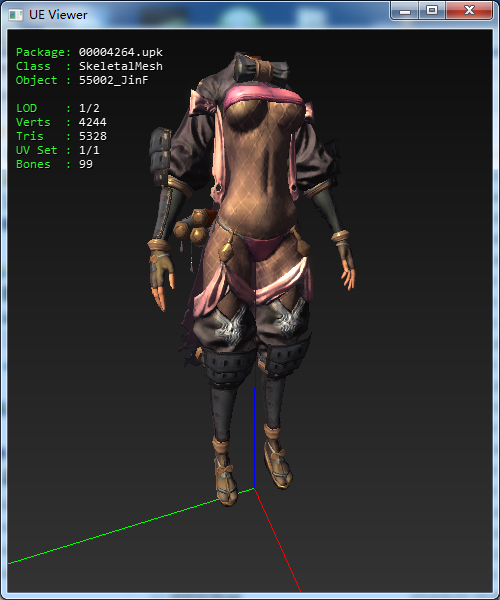 UE Viewer
Package: 00004264.upk
Class : SkeletalMesh
Object : 55002_JinF
LOD : 1/2
Verts : 4244
Tris : 5328
UV Set : 1/1
Bones : 99